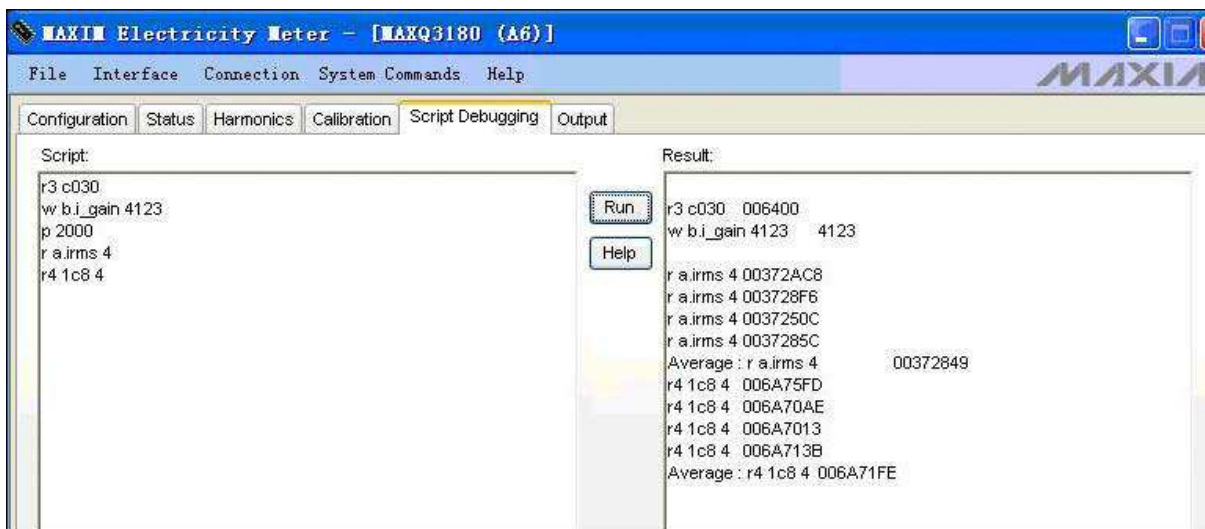 MAXIM Electricity Meter - [MAXQ3180 (A6)]
File Interface Connection System Commands Help
MAXIM
Configuration Status Harmonics Calibration Script Debugging Output
Script:
r3 c030
w b.i_gain 4123
p 2000
r a.irms 4
r4 1c8 4
Run
Help
Result:
r3 c030 006400
w b.i_gain 4123 4123
r a.irms 4 00372AC8
r a.irms 4 003728F6
r a.irms 4 0037250C
r a.irms 4 0037285C
Average : r a.irms 4 00372849
r4 1c8 4 006A75FD
r4 1c8 4 006A70AE
r4 1c8 4 006A7013
r4 1c8 4 006A713B
Average : r4 1c8 4 006A71FE